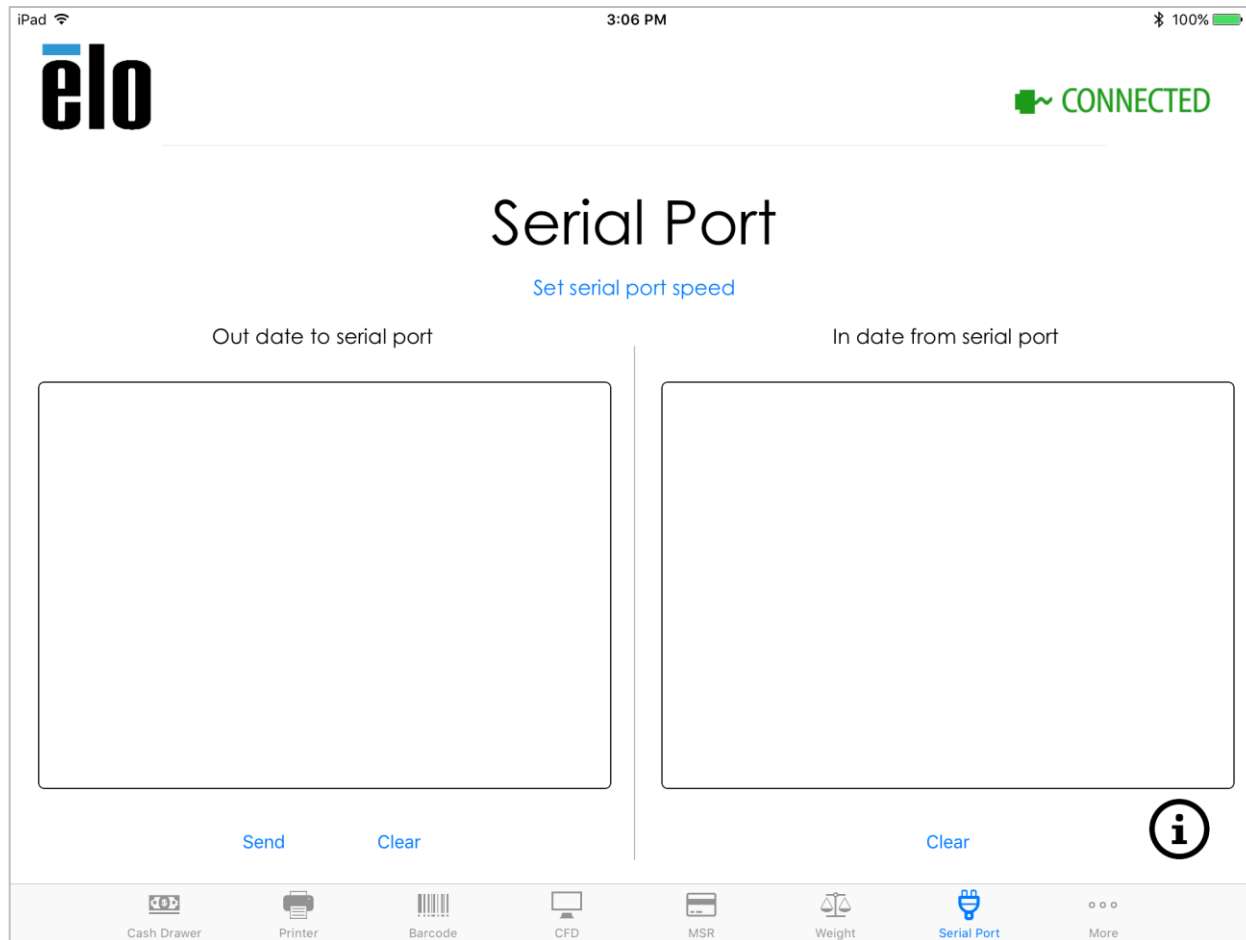 iPad 3:06 PM 100%
elo
CONNECTED
Serial Port
Set serial port speed
Out date to serial port
In date from serial port
Send Clear
Clear
i
Cash Drawer Printer Barcode CFD MSR Weight Serial Port More